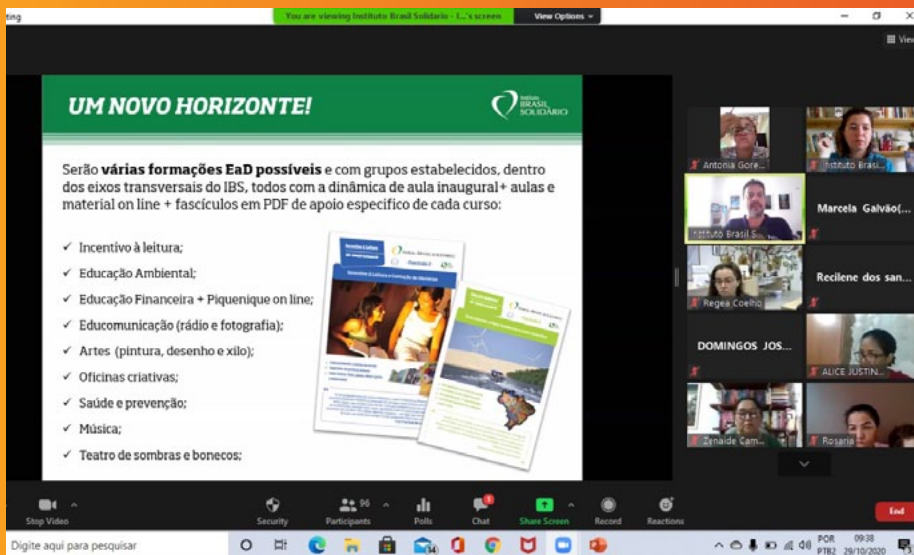 ting
You are viewing Instituto Brasil Solidario - I...'s screen
View Options
View
UM NOVO HORIZONTE!
INSTITUTO
BRASIL
SOLIDÁRIO
Serão várias formações EaD possíveis e com grupos estabelecidos, dentro
dos eixos transversais do IBS, todos com a dinâmica de aula inaugural+ aulas e
material on line + fascículos em PDF de apoio especifico de cada curso:
✓ Incentivo à leitura;
✓ Educação Ambiental;
✓ Educação Financeira + Piquenique on line;
✓ Educomunicação (rádio e fotografia);
✓ Artes (pintura, desenho e xilo);
✓ Oficinas criativas;
✓ Saúde e prevenção;
✓ Música;
✓ Teatro de sombras e bonecos;
Antonia Gore...
Instituto Brasi...
Instituto Brasil S...
Marcela Galvão(...
Regea Coelho
Recilene dos san...
DOMINGOS JOS...
ALICE JUSTIN...
Zenaide Cam...
Rosaria
Stop Video
Security
96
Participants
Polls
Chat
Share Screen
Record
Reactions
End
Digite aqui para pesquisar
POR
PTB2
09:38
29/10/2020